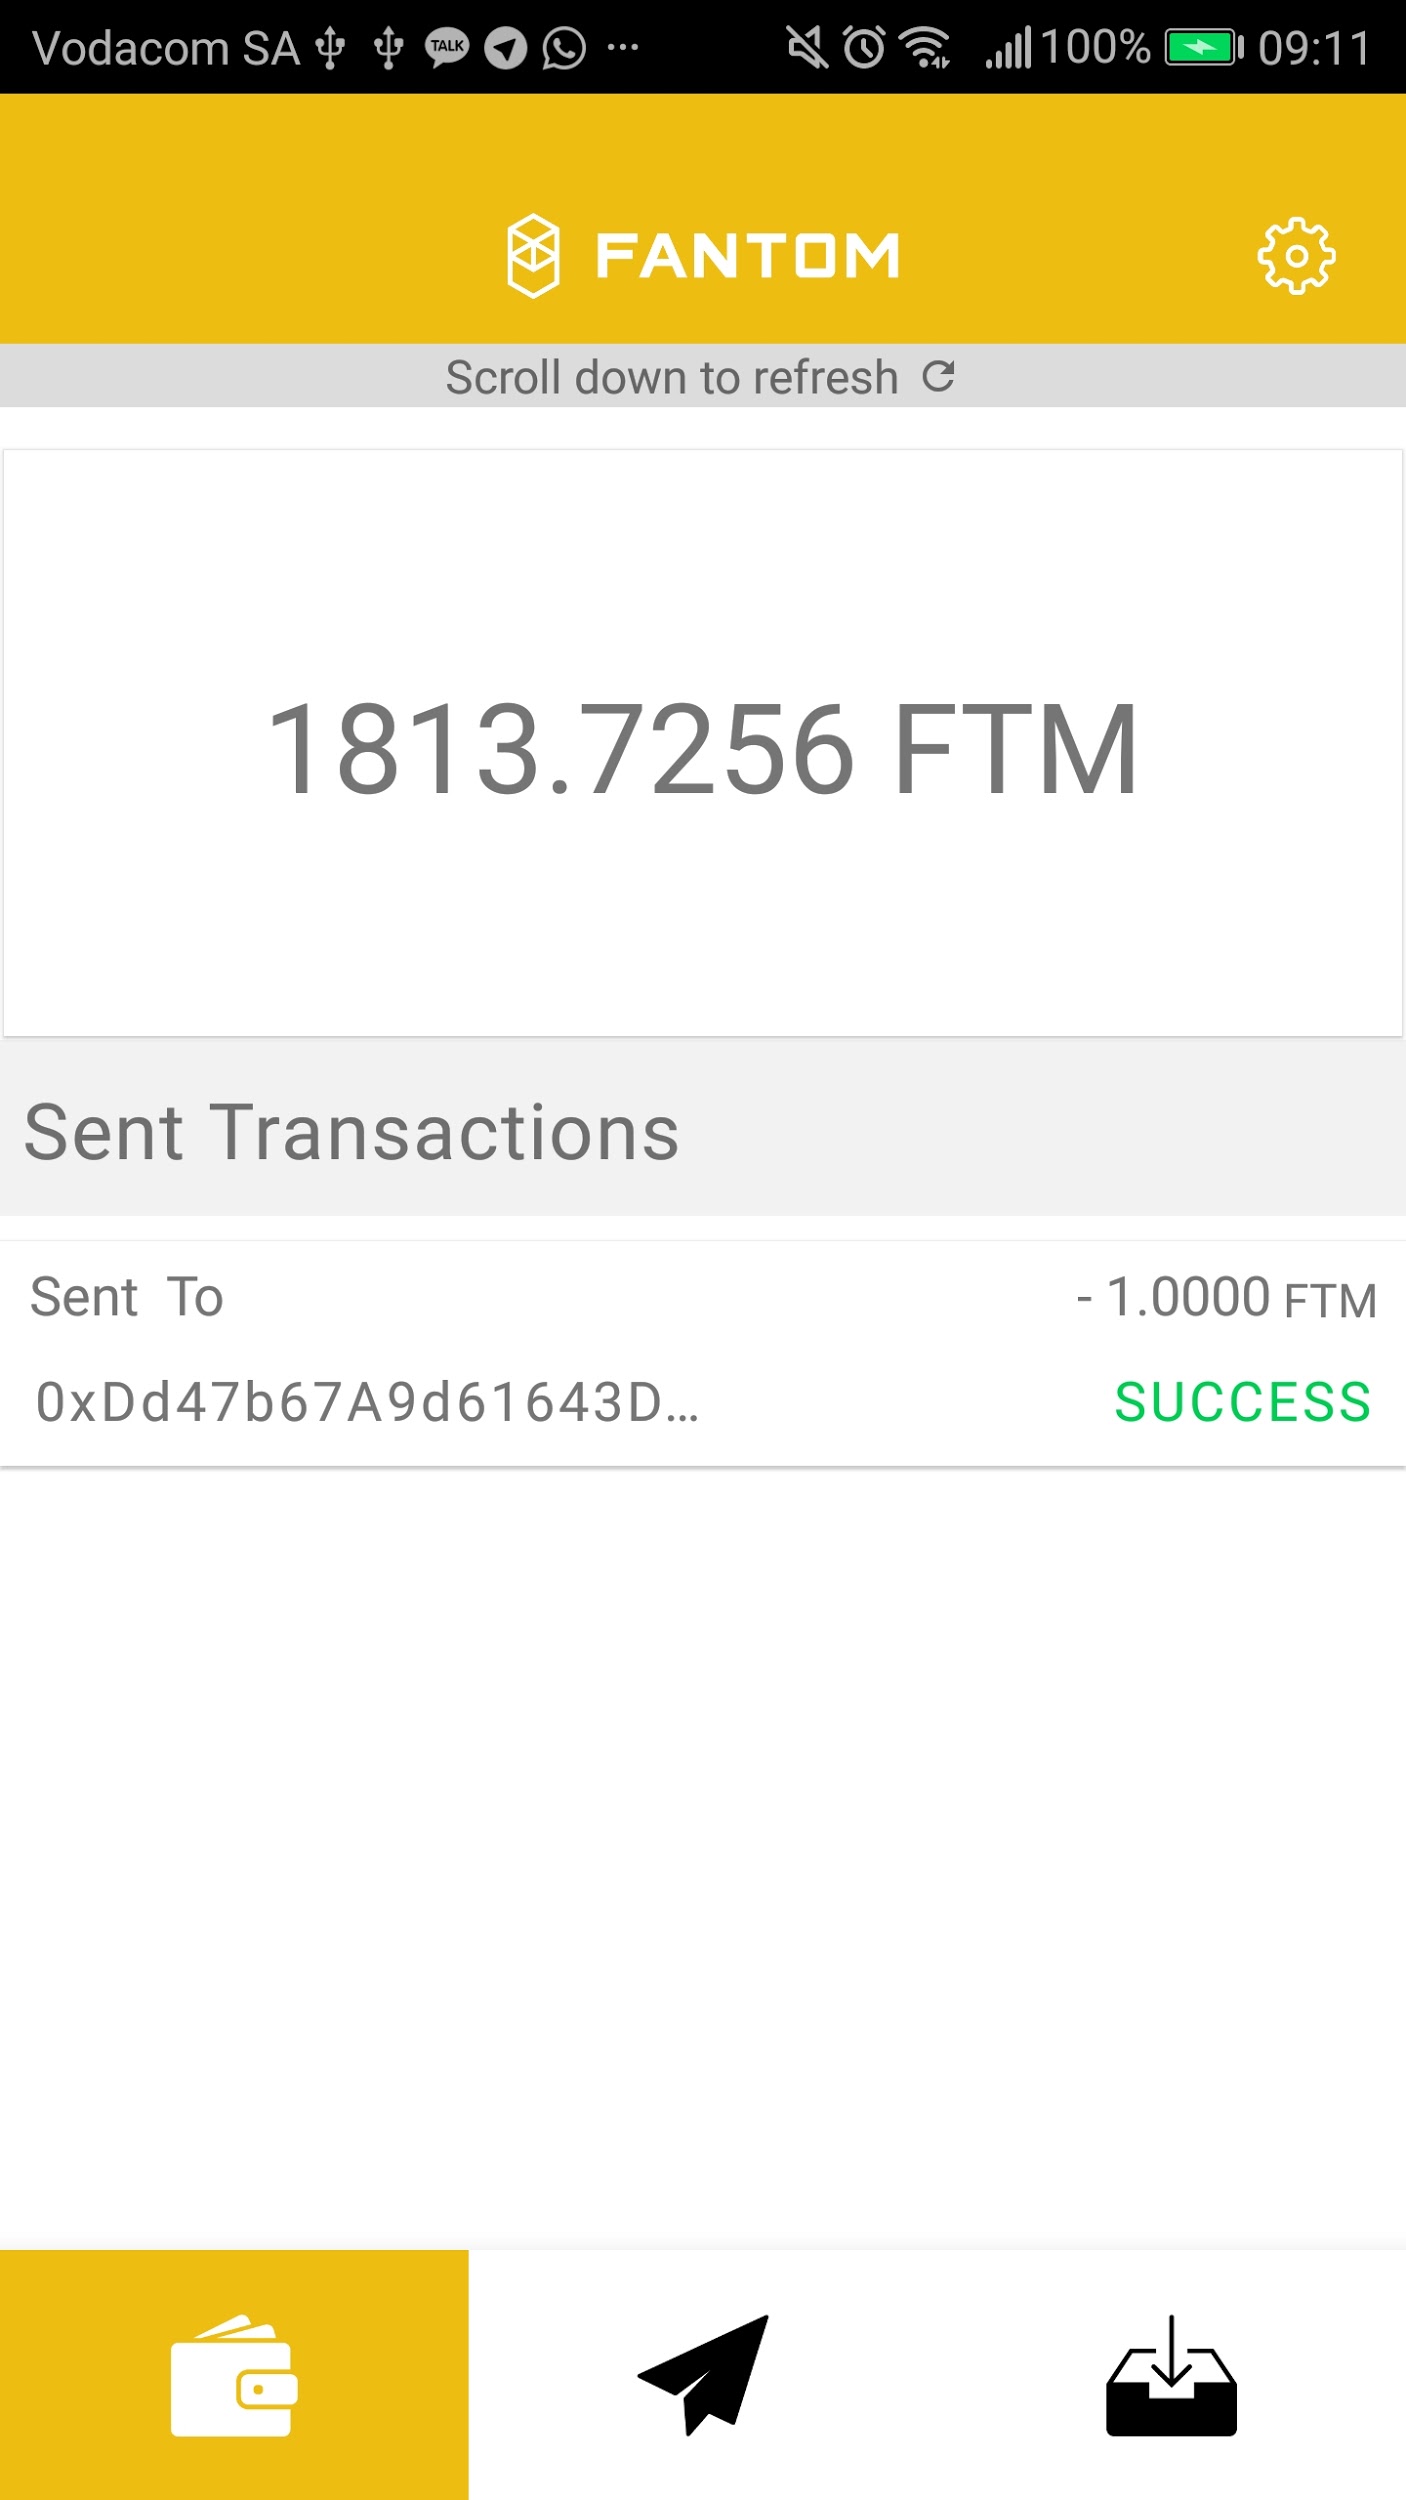 Vodacom SA TALK ... 100% 09:11
FANTOM
Scroll down to refresh
1813.7256 FTM
Sent Transactions
Sent To - 1.0000 FTM
0xDd47b67A9d61643D... SUCCESS